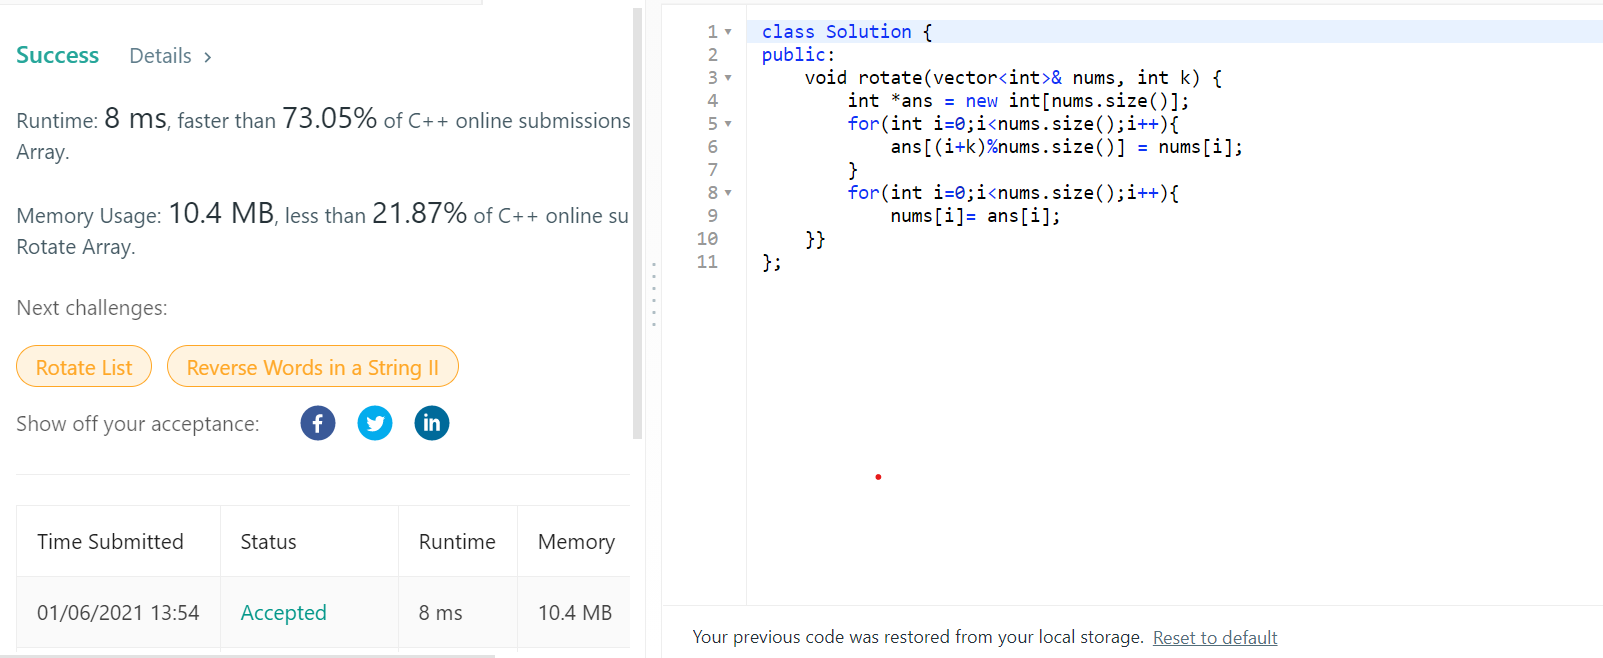 Success Details >
Runtime: 8 ms, faster than 73.05% of C++ online submissions
Array.
Memory Usage: 10.4 MB, less than 21.87% of C++ online su
Rotate Array.
Next challenges:
Rotate List Reverse Words in a String II
Show off your acceptance:
Time Submitted Status Runtime Memory
01/06/2021 13:54 Accepted 8 ms 10.4 MB
1 class Solution {
2 public:
3     void rotate(vector<int>& nums, int k) {
4         int *ans = new int[nums.size()];
5         for(int i=0;i<nums.size();i++){
6             ans[(i+k)%nums.size()] = nums[i];
7         }
8         for(int i=0;i<nums.size();i++){
9             nums[i]= ans[i];
10     }}
11 };
Your previous code was restored from your local storage. Reset to default